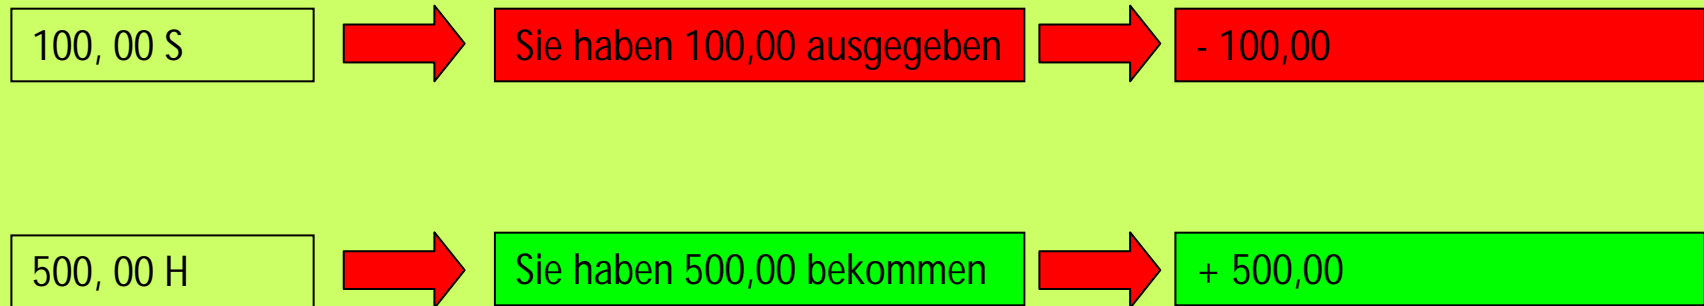 100, 00 S Sie haben 100,00 ausgegeben - 100,00
500, 00 H Sie haben 500,00 bekommen + 500,00